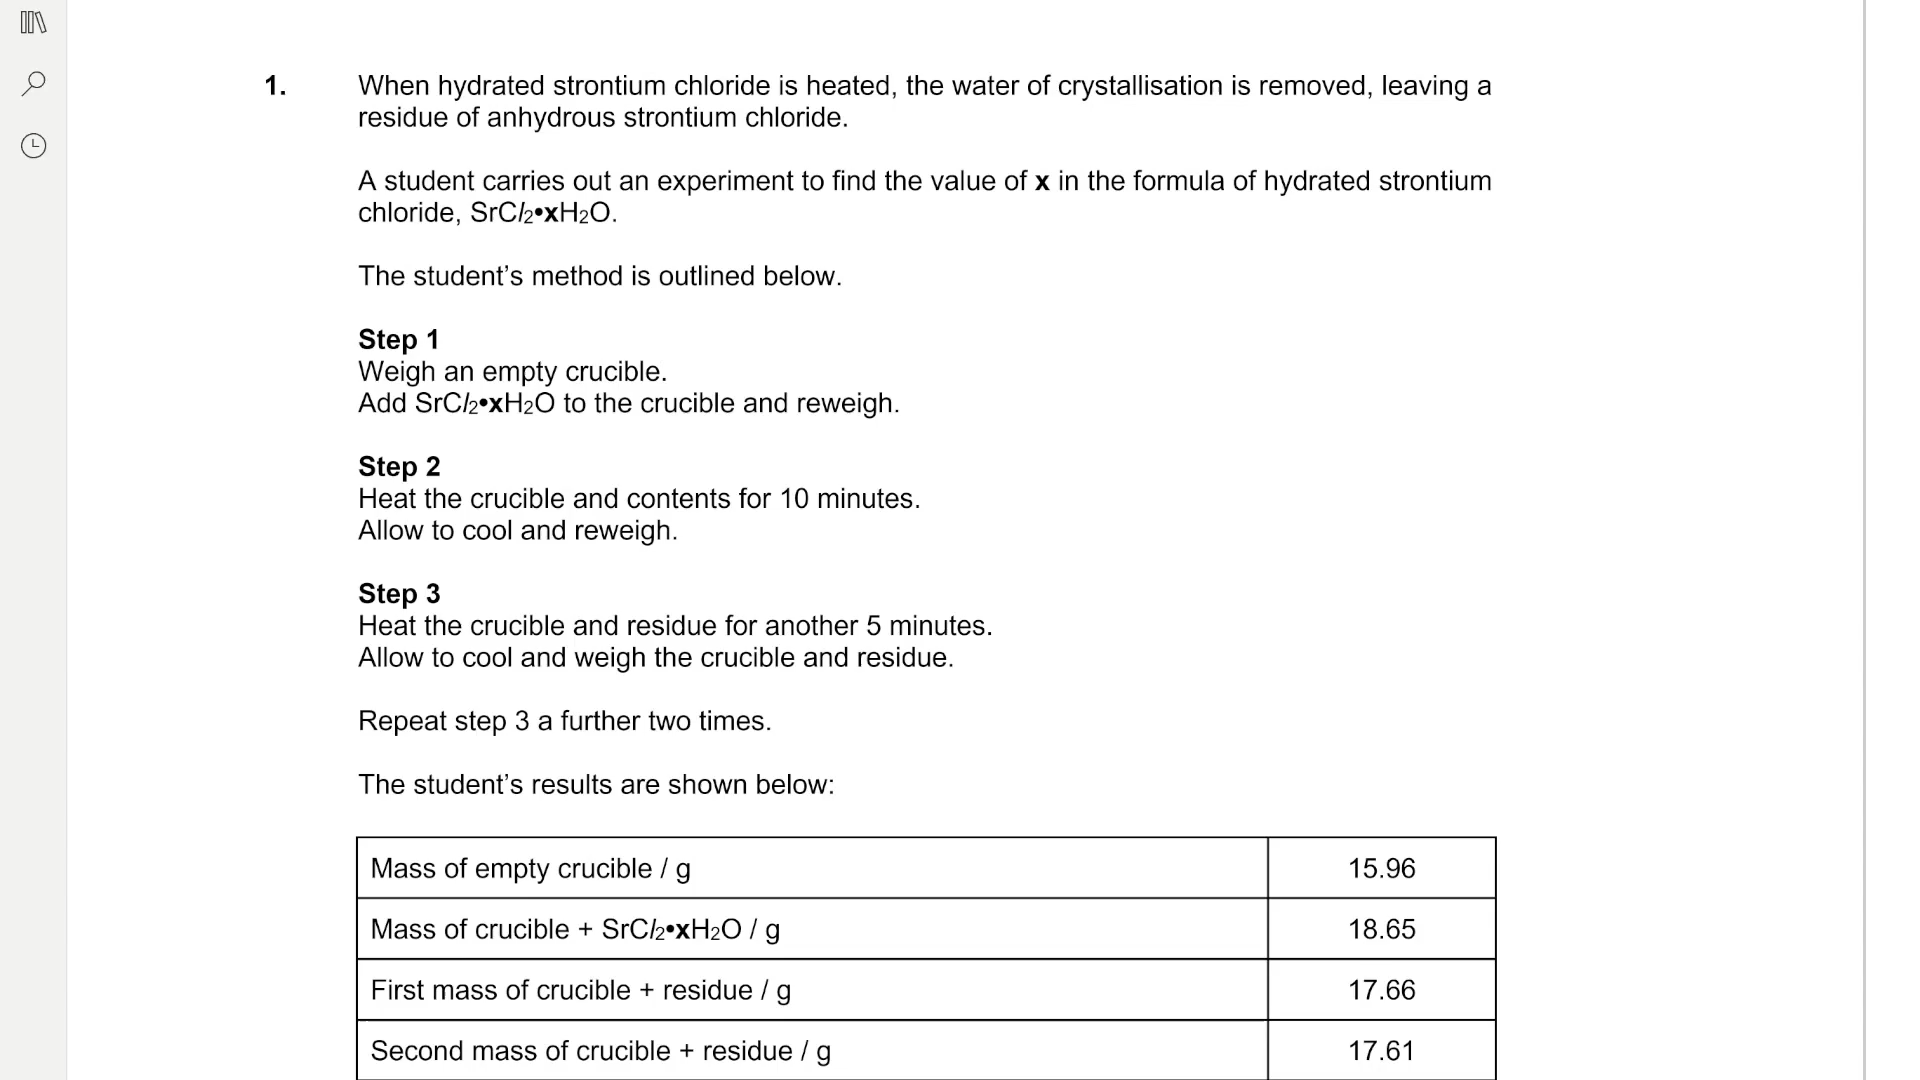 1. When hydrated strontium chloride is heated, the water of crystallisation is removed, leaving a
residue of anhydrous strontium chloride.
A student carries out an experiment to find the value of x in the formula of hydrated strontium
chloride, SrCl₂•xH₂O.
The student’s method is outlined below.
Step 1
Weigh an empty crucible.
Add SrCl₂•xH₂O to the crucible and reweigh.
Step 2
Heat the crucible and contents for 10 minutes.
Allow to cool and reweigh.
Step 3
Heat the crucible and residue for another 5 minutes.
Allow to cool and weigh the crucible and residue.
Repeat step 3 a further two times.
The student’s results are shown below:
Mass of empty crucible / g 15.96
Mass of crucible + SrCl₂•xH₂O / g 18.65
First mass of crucible + residue / g 17.66
Second mass of crucible + residue / g 17.61